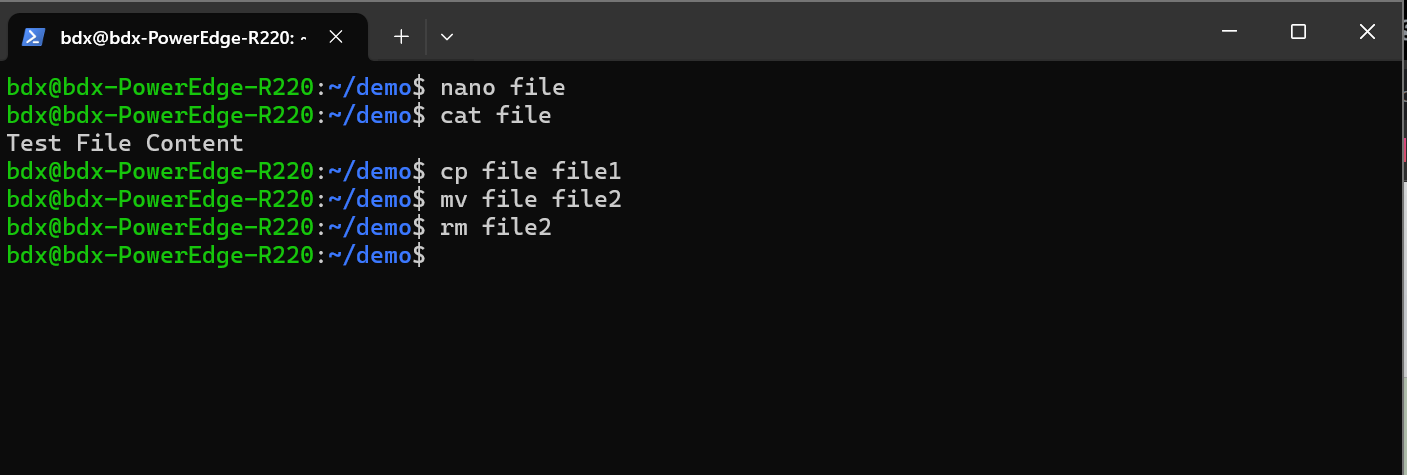 bdx@bdx-PowerEdge-R220: ~
bdx@bdx-PowerEdge-R220:~/demo$ nano file
bdx@bdx-PowerEdge-R220:~/demo$ cat file
Test File Content
bdx@bdx-PowerEdge-R220:~/demo$ cp file file1
bdx@bdx-PowerEdge-R220:~/demo$ mv file file2
bdx@bdx-PowerEdge-R220:~/demo$ rm file2
bdx@bdx-PowerEdge-R220:~/demo$